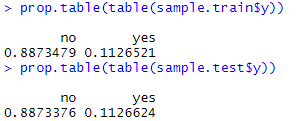 > prop.table(table(sample.train$y))
no yes
0.8873479 0.1126521
> prop.table(table(sample.test$y))
no yes
0.8873376 0.1126624